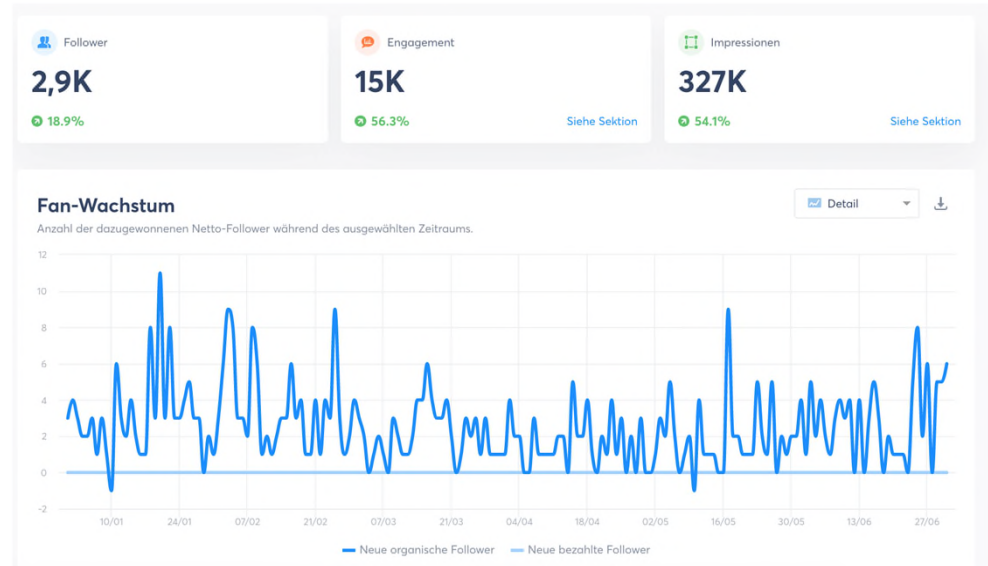 Follower
2,9K
18.9%
Engagement
15K
56.3%
Siehe Sektion
Impressionen
327K
54.1%
Siehe Sektion
Fan-Wachstum
Detail
Anzahl der dazugewonnenen Netto-Follower während des ausgewählten Zeitraums.
12
10
8
6
4
2
0
-2
10/01 24/01 07/02 21/02 07/03 21/03 04/04 18/04 02/05 16/05 30/05 13/06 27/06
Neue organische Follower Neue bezahlte Follower